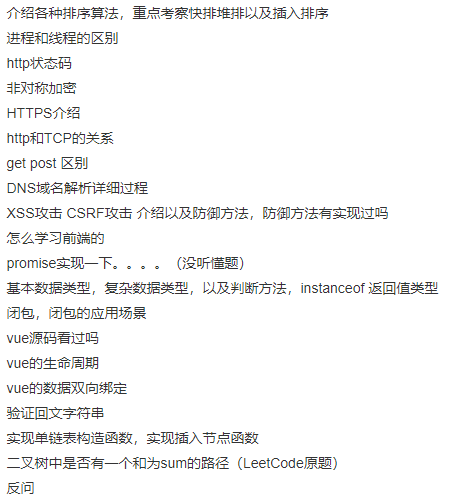 介绍各种排序算法，重点考察快排堆排以及插入排序
进程和线程的区别
http状态码
非对称加密
HTTPS介绍
http和TCP的关系
get post 区别
DNS域名解析详细过程
XSS攻击 CSRF攻击 介绍以及防御方法，防御方法有实现过吗
怎么学习前端的
promise实现一下。。。。（没听懂题）
基本数据类型，复杂数据类型，以及判断方法，instanceof 返回值类型
闭包，闭包的应用场景
vue源码看过吗
vue的生命周期
vue的数据双向绑定
验证回文字符串
实现单链表构造函数，实现插入节点函数
二叉树中是否有一个和为sum的路径（LeetCode原题）
反问